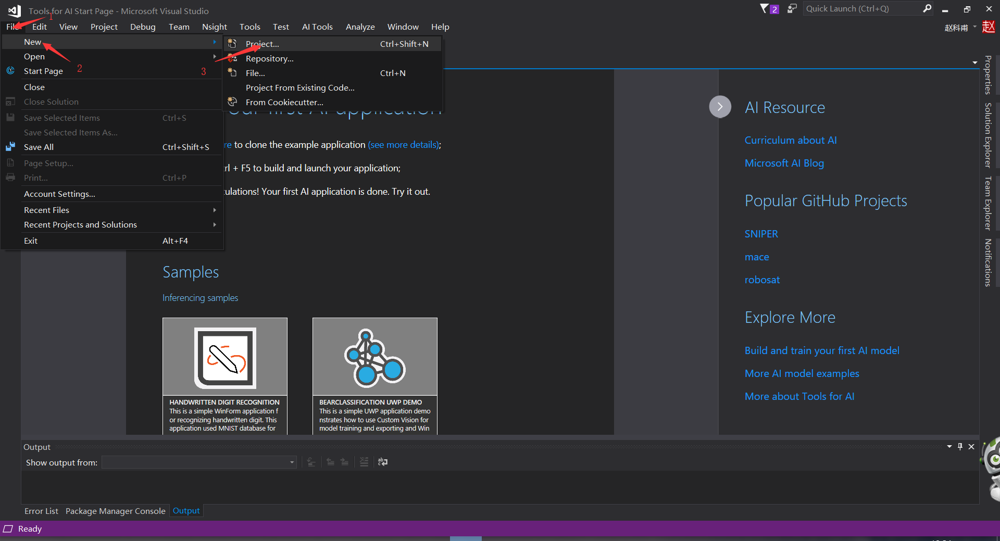 Tools for AI Start Page - Microsoft Visual Studio
2
Quick Launch (Ctrl+Q)
1
File Edit View Project Debug Team Nsight Tools Test AI Tools Analyze Window Help
赵科甫
赵
New
Open
2
Start Page
3
Close
Close Solution
Save Selected Items Ctrl+S
Save Selected Items As...
Save All Ctrl+Shift+S
Page Setup...
Print... Ctrl+P
Account Settings...
Recent Files
Recent Projects and Solutions
Exit Alt+F4
Project... Ctrl+Shift+N
Repository...
File... Ctrl+N
Project From Existing Code...
From Cookiecutter...
our first AI application
re to clone the example application (see more details);
rl + F5 to build and launch your application;
tulations! Your first AI application is done. Try it out.
Samples
Inferencing samples
HANDWRITTEN DIGIT RECOGNITION
This is a simple WinForm application f
or recognizing handwritten digit. This
application used MNIST database for
BEARCLASSIFICATION UWP DEMO
This is a simple UWP application demo
nstrates how to use Custom Vision for
model training and exporting and Win
AI Resource
Curriculum about AI
Microsoft AI Blog
Popular GitHub Projects
SNIPER
mace
robosat
Explore More
Build and train your first AI model
More AI model examples
More about Tools for AI
Properties
Solution Explorer
Team Explorer
Notifications
Output
Show output from:
Error List Package Manager Console Output
Ready